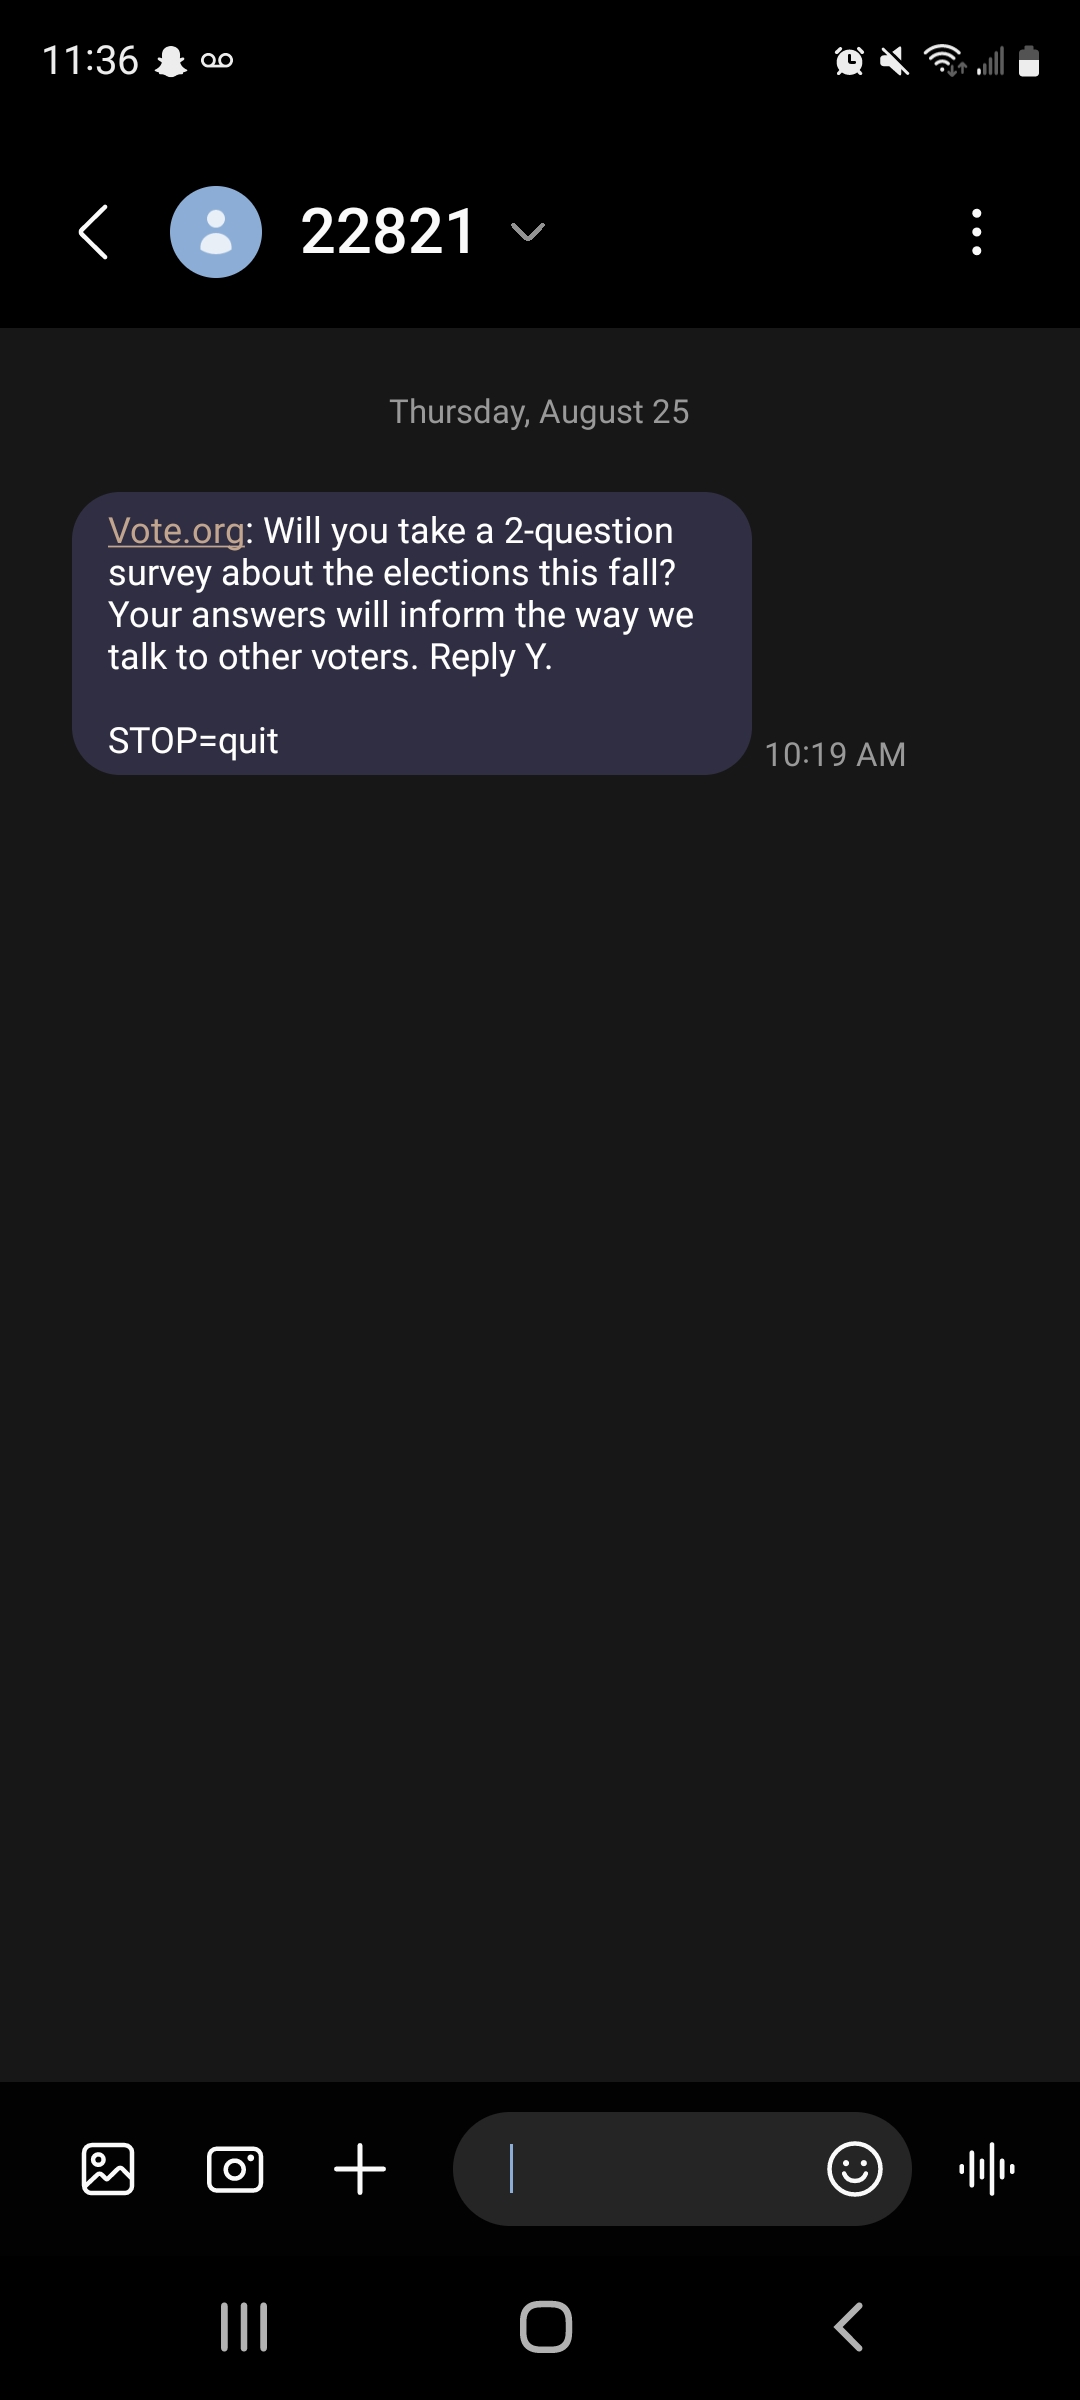 11:36
22821
Thursday, August 25
Vote.org: Will you take a 2-question
survey about the elections this fall?
Your answers will inform the way we
talk to other voters. Reply Y.
STOP=quit
10:19 AM